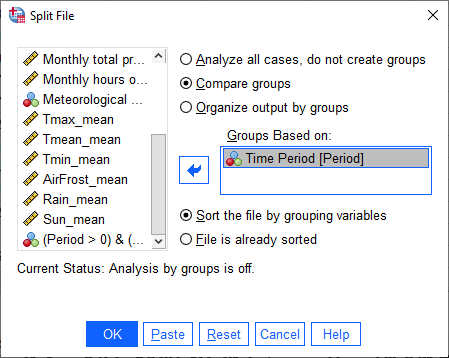 Split File
Monthly total pr...
Monthly hours o...
Meteorological ...
Tmax_mean
Tmean_mean
Tmin_mean
AirFrost_mean
Rain_mean
Sun_mean
(Period > 0) & (...
Analyze all cases, do not create groups
Compare groups
Organize output by groups
Groups Based on:
Time Period [Period]
Sort the file by grouping variables
File is already sorted
Current Status: Analysis by groups is off.
OK Paste Reset Cancel Help